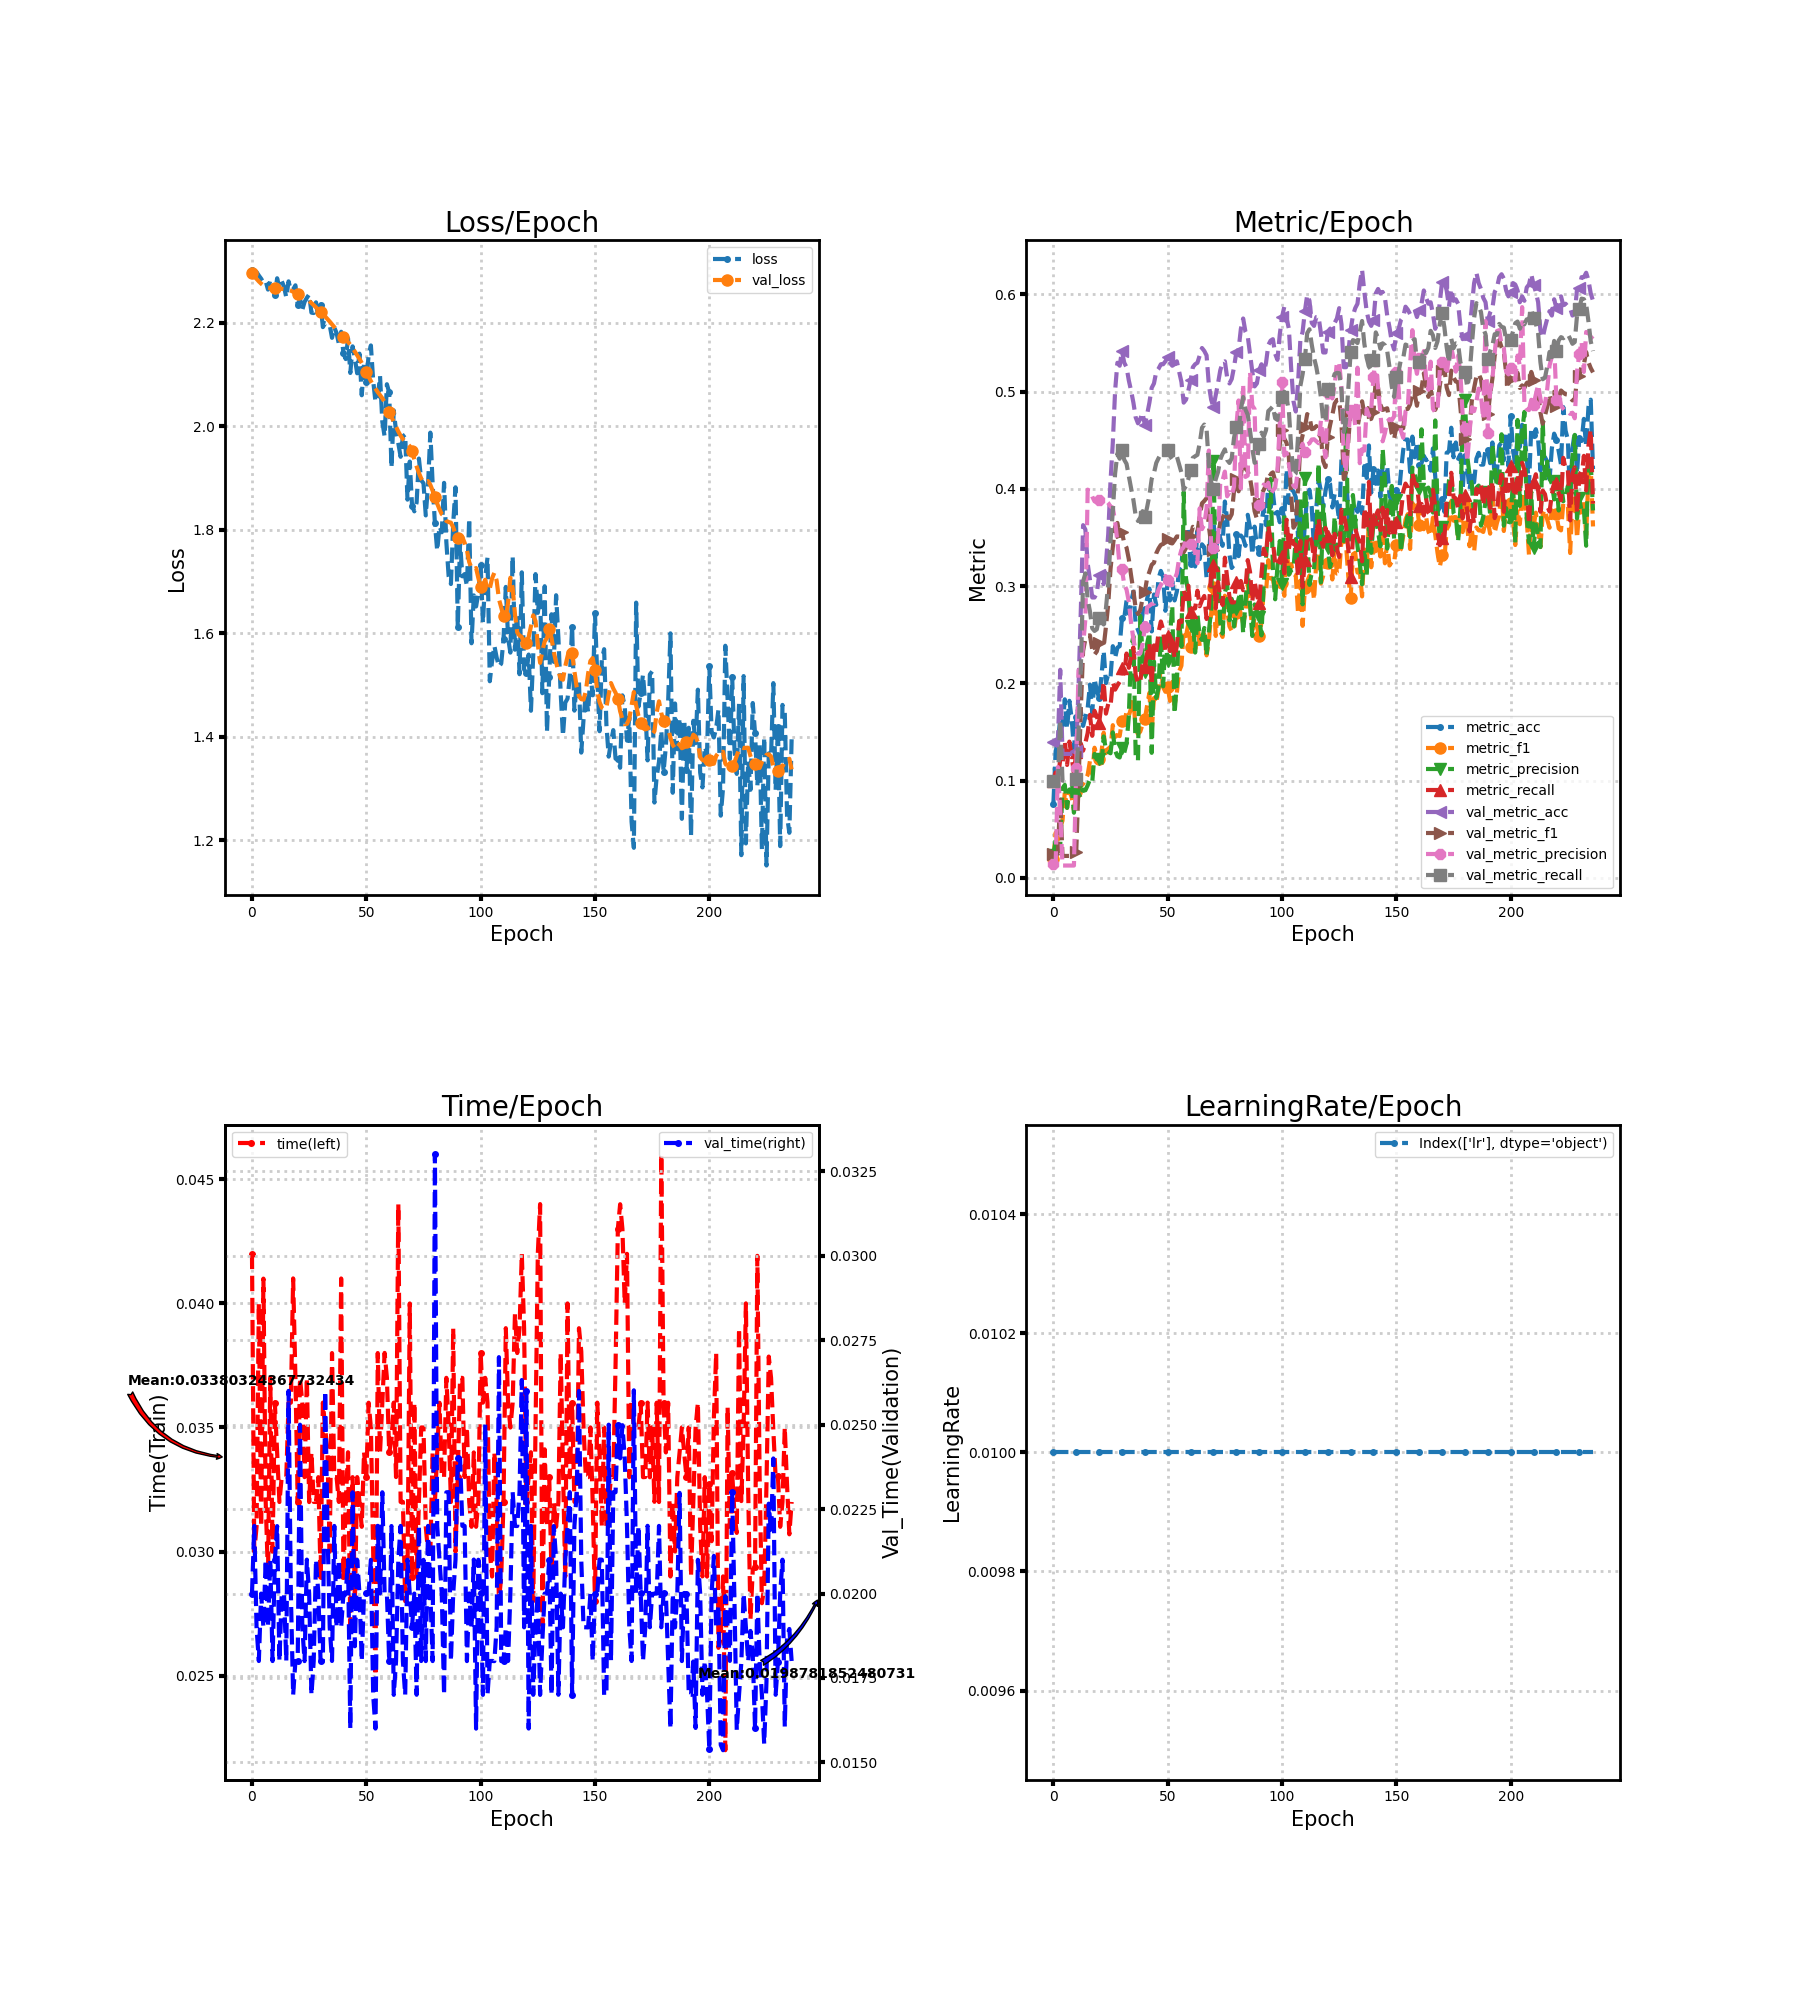 Loss/Epoch
loss
val_loss
2.2
2.0
1.8
1.6
1.4
1.2
Loss
0
50
100
150
200
Epoch
Metric/Epoch
0.6
0.5
0.4
0.3
0.2
0.1
0.0
Metric
metric_acc
metric_f1
metric_precision
metric_recall
val_metric_acc
val_metric_f1
val_metric_precision
val_metric_recall
0
50
100
150
200
Epoch
Time/Epoch
time(left)
val_time(right)
0.045
0.040
0.035
0.030
0.025
Time(Train)
Mean:0.03380324367732434
0.0325
0.0300
0.0275
0.0250
0.0225
0.0200
0.0175
0.0150
Val_Time(Validation)
Mean:0.0198781852480731
0
50
100
150
200
Epoch
LearningRate/Epoch
Index(['lr'], dtype='object')
0.0104
0.0102
0.0100
0.0098
0.0096
LearningRate
0
50
100
150
200
Epoch